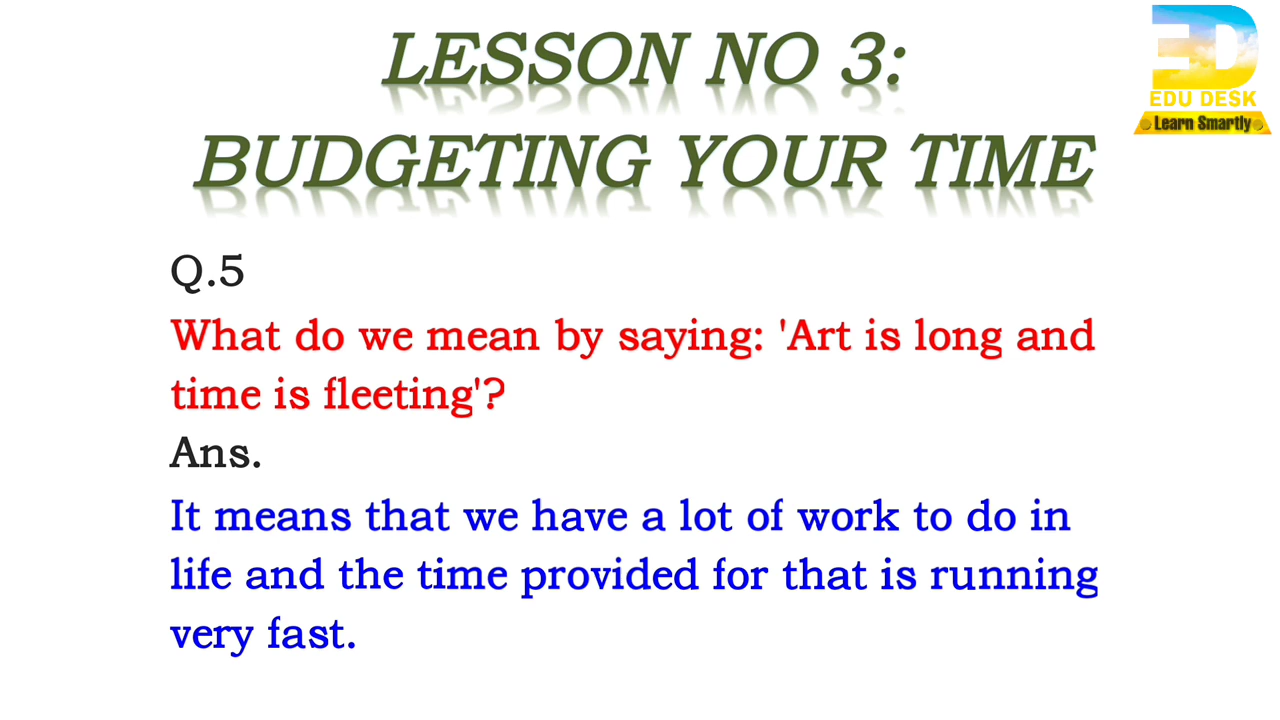 LESSON NO 3:
BUDGETING YOUR TIME
ED
EDU DESK
Learn Smartly
Q.5
What do we mean by saying: 'Art is long and
time is fleeting'?
Ans.
It means that we have a lot of work to do in
life and the time provided for that is running
very fast.